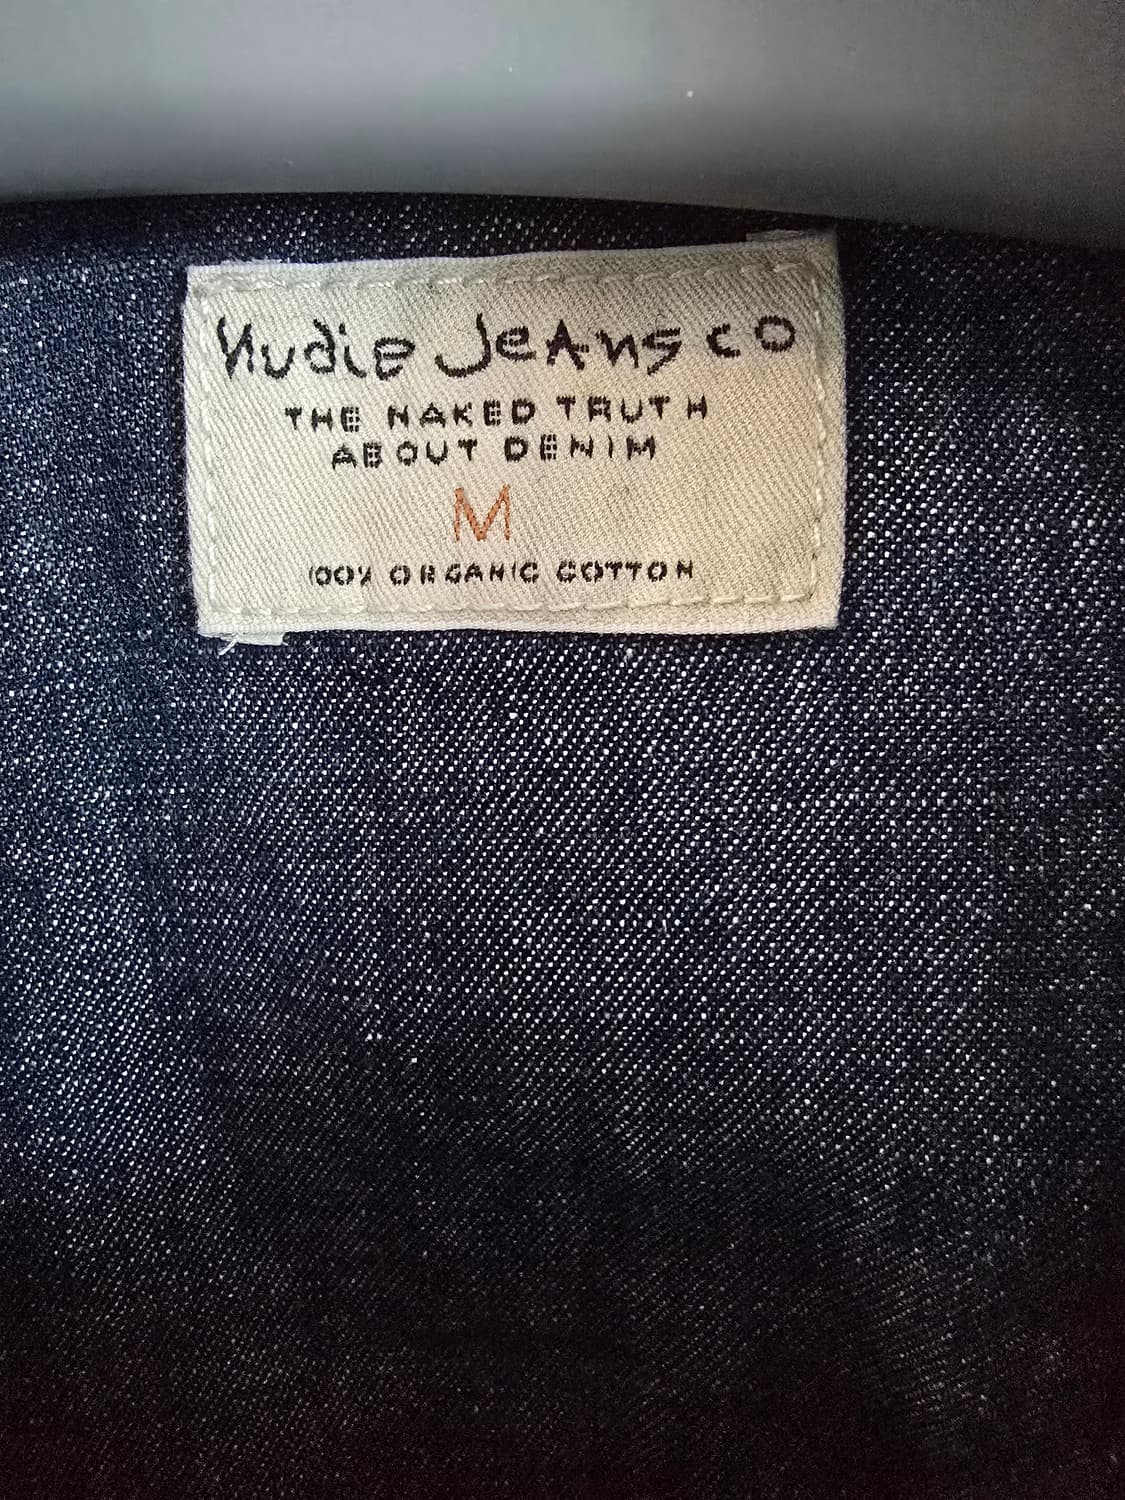 Nudie Jeans co
THE NAKED TRUTH
ABOUT DENIM
M
100% ORGANIC COTTON